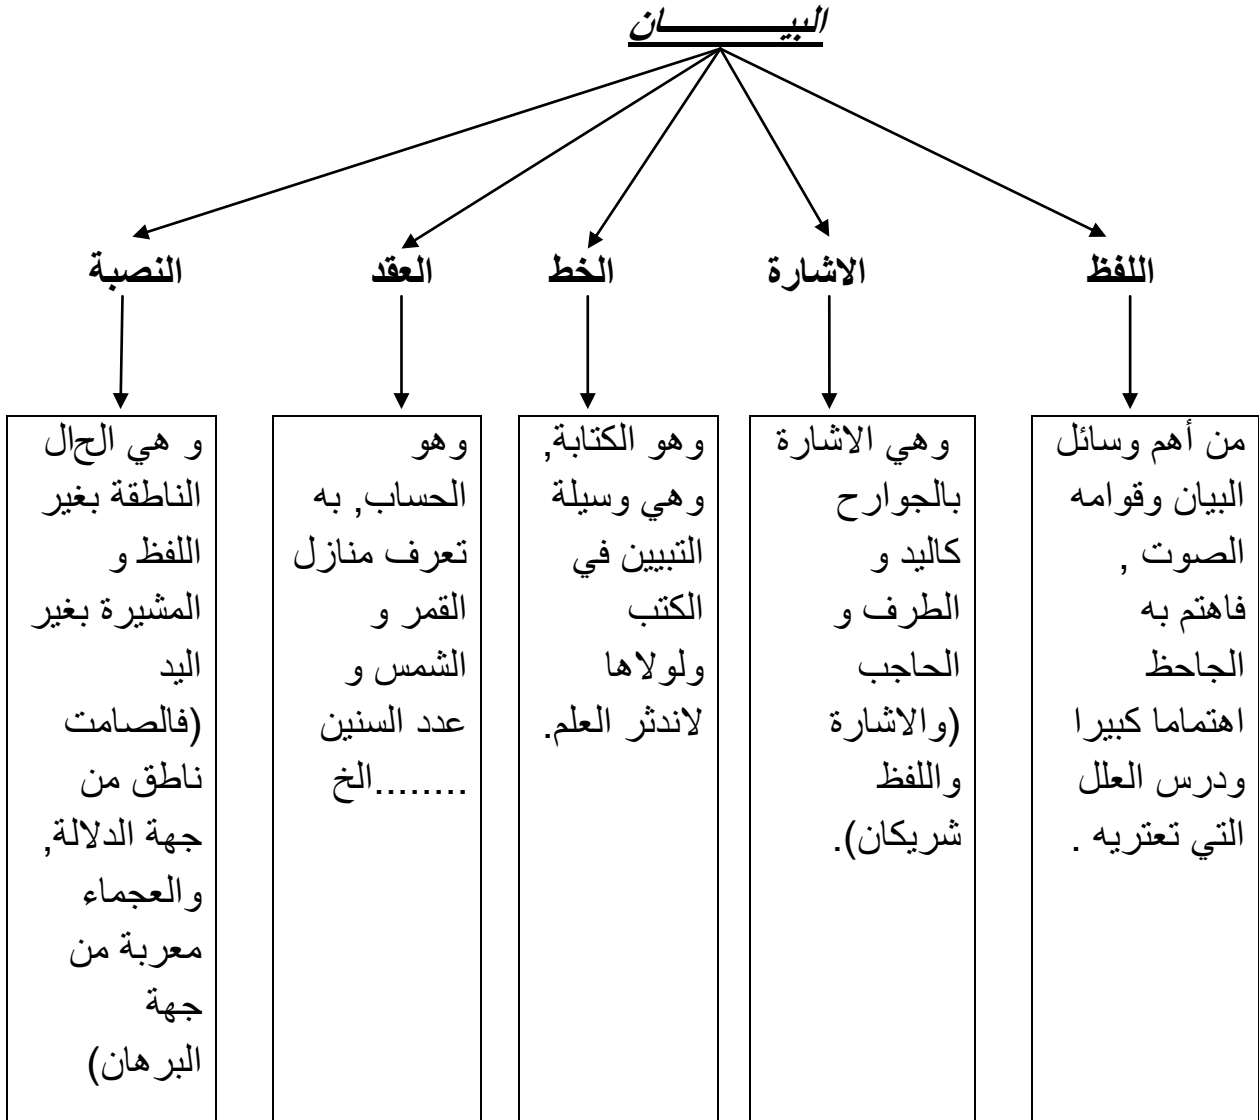 البيــــــــان
اللفظ
الاشارة
الخط
العقد
النصبة
من أهم وسائل
البيان وقوامه
الصوت ,
فاهتم به
الجاحظ
اهتماما كبيرا
ودرس العلل
التي تعتريه .
وهي الاشارة
بالجوارح
كاليد و
الطرف و
الحاجب
(والاشارة
واللفظ
شريكان).
وهو الكتابة,
وهي وسيلة
التبيين في
الكتب
ولولاها
لاندثر العلم.
وهو
الحساب, به
تعرف منازل
القمر و
الشمس و
عدد السنين
........الخ
و هي الحال
الناطقة بغير
اللفظ و
المشيرة بغير
اليد
(فالصامت
ناطق من
جهة الدلالة,
والعجماء
معربة من
جهة
البرهان)